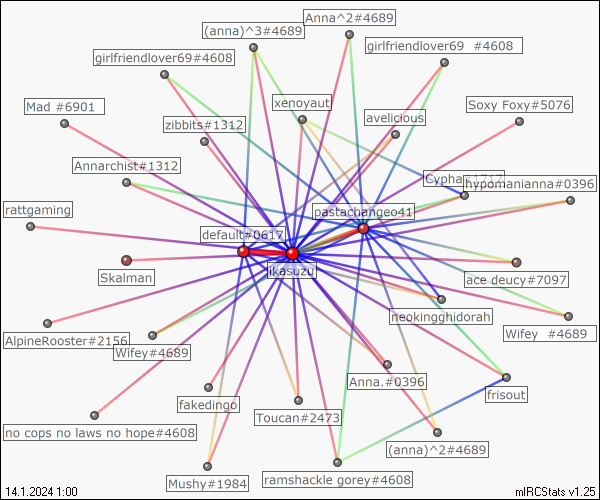 Anna^2#4689
(anna)^3#4689
girlfriendlover69  #4608
girlfriendlover69#4608
Mad #6901
xenoyaut
Soxy Foxy#5076
avelicious
zibbits#1312
Annarchist#1312
Cypha#1717
hypomanianna#0396
rattgaming
pastachangeo41
default#0617
ikasuzu
Skalman
ace deucy#7097
neokingghidorah
Wifey  #4689
AlpineRooster#2156
Wifey#4689
Anna.#0396
frisout
fakedingo
Toucan#2473
no cops no laws no hope#4608
(anna)^2#4689
Mushy#1984
ramshackle gorey#4608
14.1.2024 1:00
mIRCStats v1.25